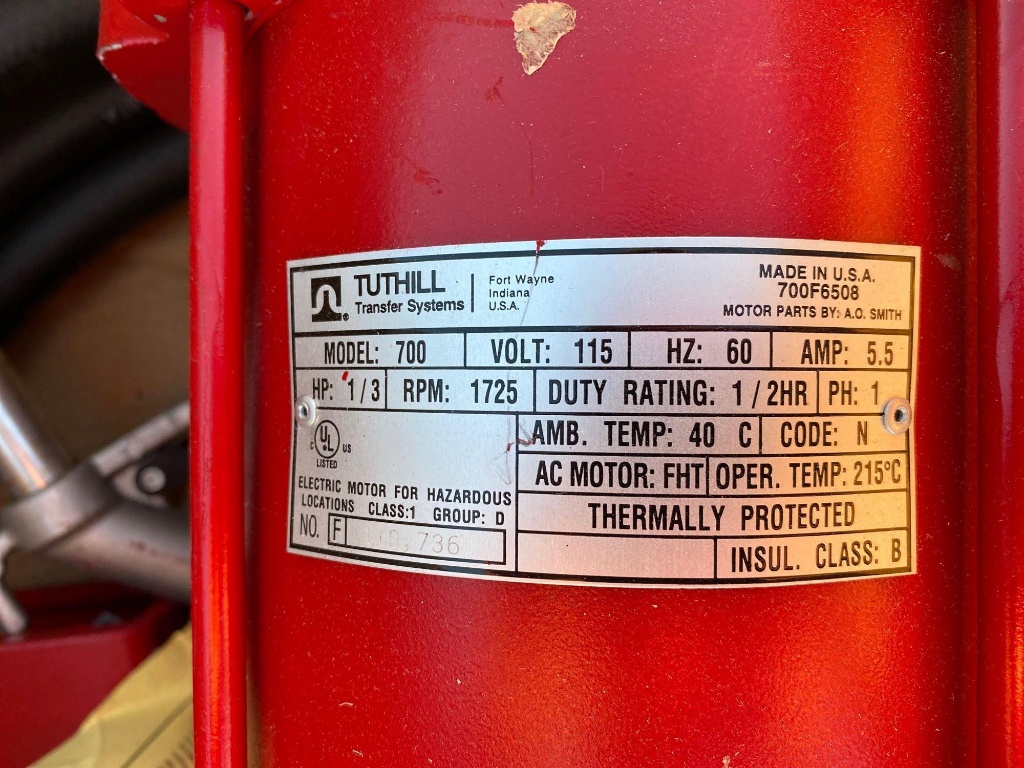 TUTHILL
Transfer Systems
Fort Wayne
Indiana
U.S.A.
MADE IN U.S.A.
700F6508
MOTOR PARTS BY: A.O. SMITH
MODEL: 700 VOLT: 115 HZ: 60 AMP: 5.5
HP: 1/3 RPM: 1725 DUTY RATING: 1/2HR PH: 1
C UL US
LISTED
AMB. TEMP: 40 C CODE: N
AC MOTOR: FHT OPER. TEMP: 215°C
ELECTRIC MOTOR FOR HAZARDOUS
LOCATIONS CLASS:1 GROUP: D
THERMALLY PROTECTED
NO. F
INSUL. CLASS: B